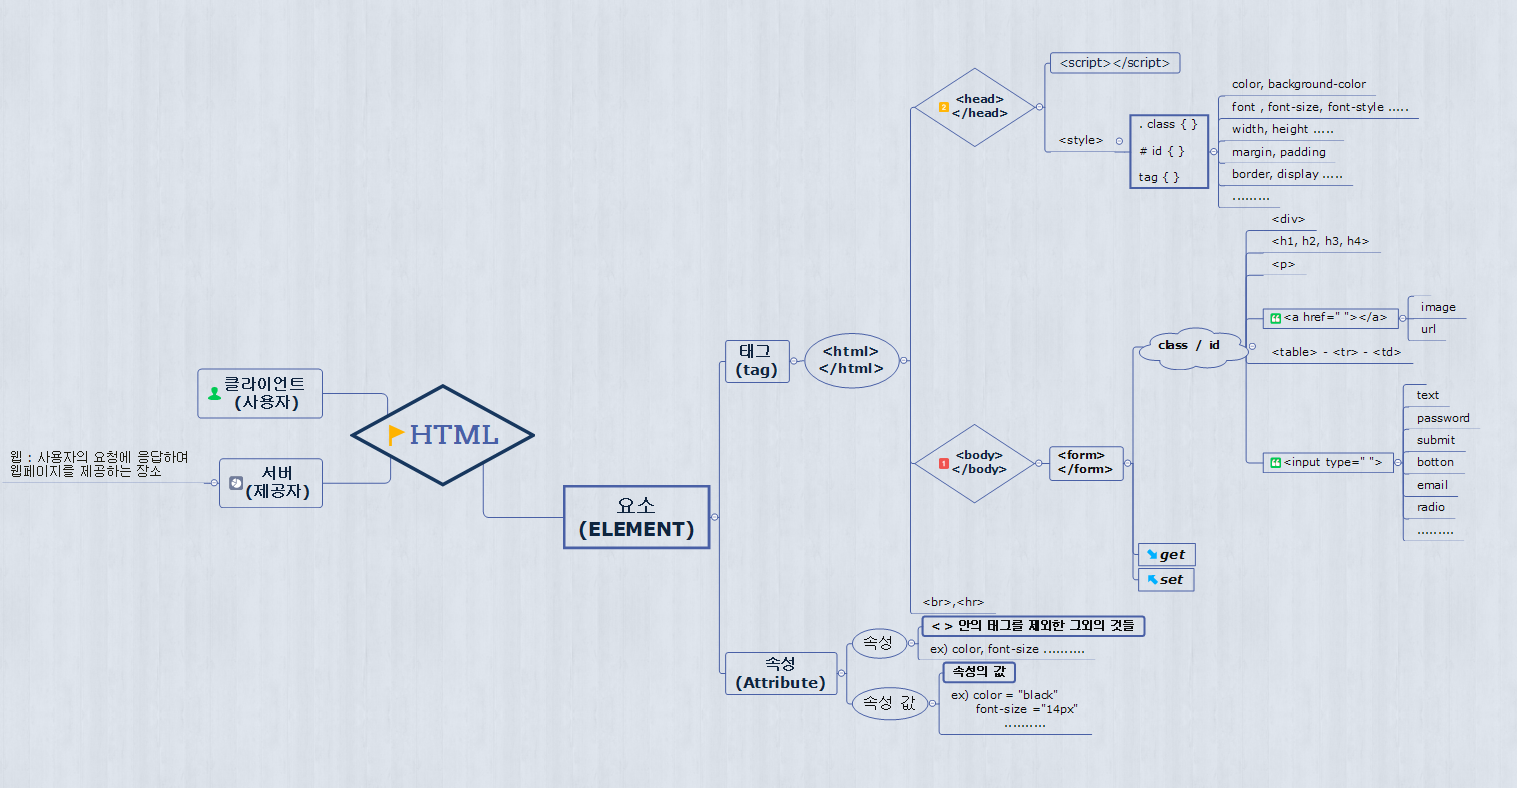 HTML
클라이언트
(사용자)
서버
(제공자)
웹 : 사용자의 요청에 응답하여
웹페이지를 제공하는 장소
요소
(ELEMENT)
태그
(tag)
<html>
</html>
2
<head>
</head>
<script></script>
<style>
. class { }
# id { }
tag { }
color, background-color
font , font-size, font-style .....
width, height .....
margin, padding
border, display .....
.........
1
<body>
</body>
<form>
</form>
class / id
<div>
<h1, h2, h3, h4>
<p>
<a href=" "></a>
image
url
<table> - <tr> - <td>
<input type=" ">
text
password
submit
botton
email
radio
.........
get
set
<br>,<hr>
속성
(Attribute)
속성
< > 안의 태그를 제외한 그외의 것들
ex) color, font-size ..........
속성 값
속성의 값
ex) color = "black"
font-size ="14px"
..........